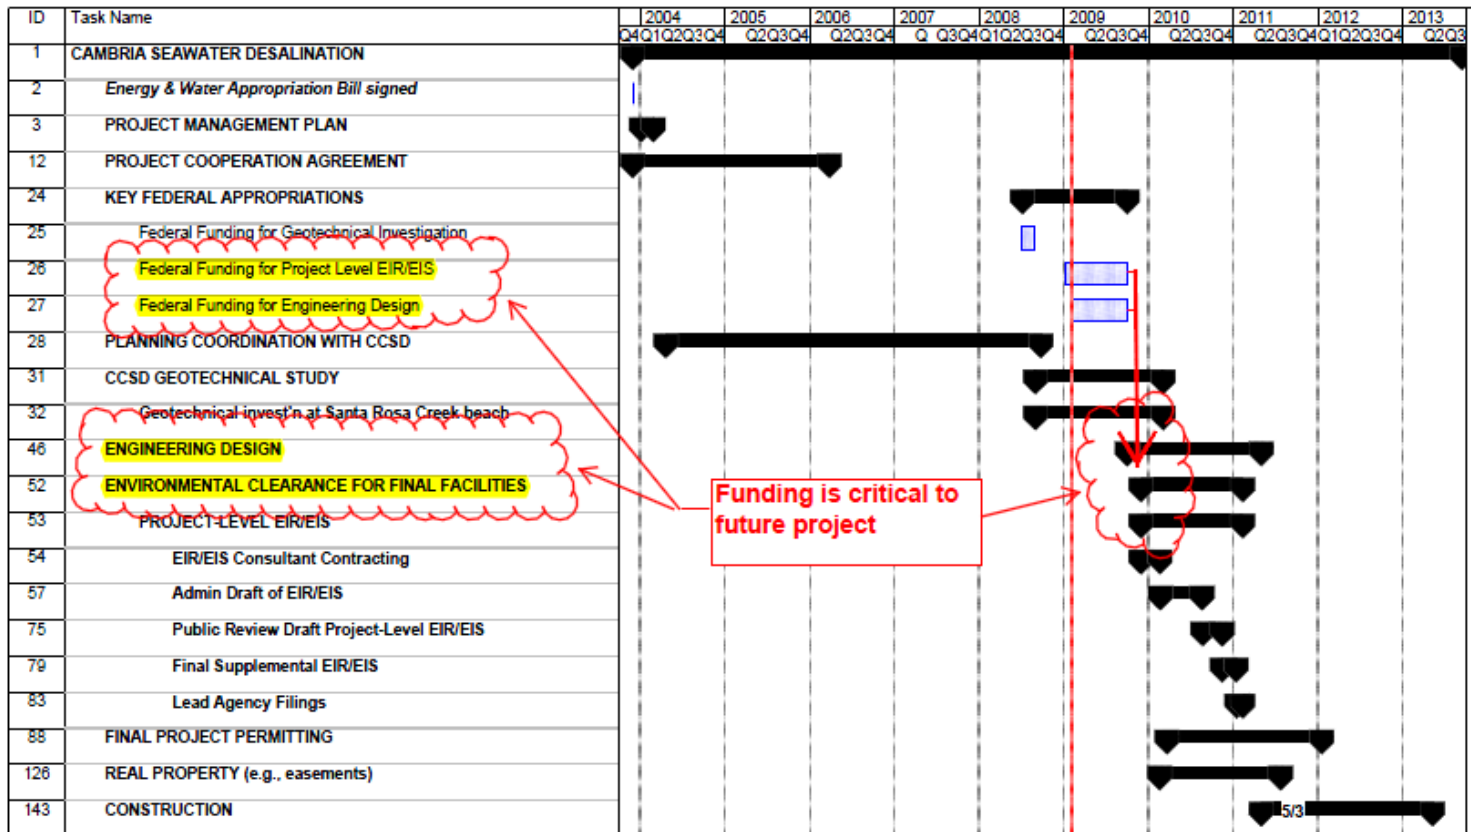 ID Task Name 2004 2005 2006 2007 2008 2009 2010 2011 2012 2013
Q4Q1Q2Q3Q4 Q2Q3Q4 Q2Q3Q4 Q Q3Q4Q1Q2Q3Q4 Q2Q3Q4 Q2Q3Q4 Q2Q3Q4Q1Q2Q3Q4 Q2Q3
1 CAMBRIA SEAWATER DESALINATION
2 Energy & Water Appropriation Bill signed
3 PROJECT MANAGEMENT PLAN
12 PROJECT COOPERATION AGREEMENT
24 KEY FEDERAL APPROPRIATIONS
25 Federal Funding for Geotechnical Investigation
26 Federal Funding for Project Level EIR/EIS
27 Federal Funding for Engineering Design
28 PLANNING COORDINATION WITH CCSD
31 CCSD GEOTECHNICAL STUDY
32 Geotechnical invest'n at Santa Rosa Creek beach
46 ENGINEERING DESIGN
52 ENVIRONMENTAL CLEARANCE FOR FINAL FACILITIES
Funding is critical to
future project
53 PROJECT-LEVEL EIR/EIS
54 EIR/EIS Consultant Contracting
57 Admin Draft of EIR/EIS
75 Public Review Draft Project-Level EIR/EIS
79 Final Supplemental EIR/EIS
83 Lead Agency Filings
88 FINAL PROJECT PERMITTING
126 REAL PROPERTY (e.g., easements)
143 CONSTRUCTION 5/3